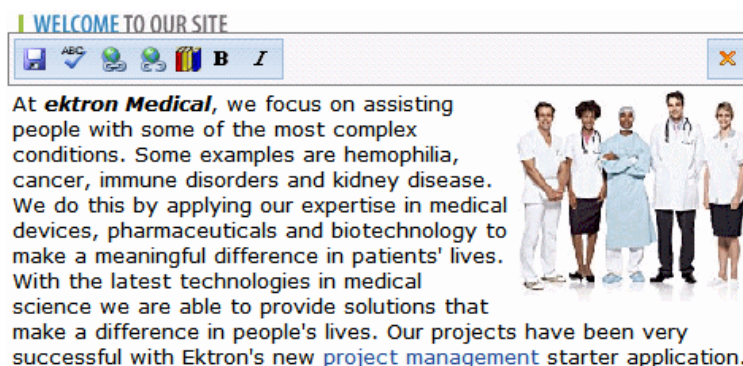 WELCOME TO OUR SITE
ABC B I
At ektron Medical, we focus on assisting
people with some of the most complex
conditions. Some examples are hemophilia,
cancer, immune disorders and kidney disease.
We do this by applying our expertise in medical
devices, pharmaceuticals and biotechnology to
make a meaningful difference in patients' lives.
With the latest technologies in medical
science we are able to provide solutions that
make a difference in people's lives. Our projects have been very
successful with Ektron's new project management starter application.